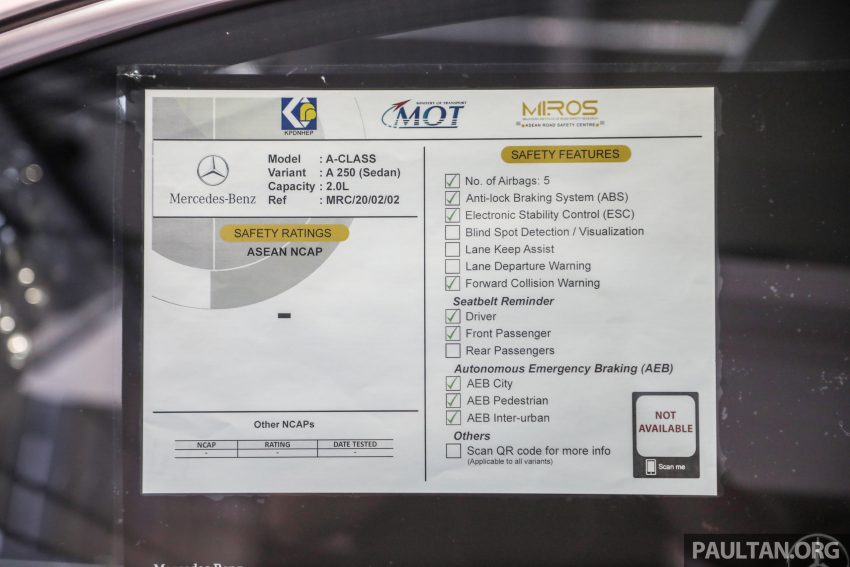 KPDNHEP
MINISTRY OF TRANSPORT
MOT
MIROS
ASEAN ROAD SAFETY CENTRE
Mercedes-Benz
Model : A-CLASS
Variant : A 250 (Sedan)
Capacity : 2.0L
Ref : MRC/20/02/02
SAFETY RATINGS
ASEAN NCAP
-
Other NCAPs
NCAP RATING DATE TESTED
- - -
SAFETY FEATURES
No. of Airbags: 5
Anti-lock Braking System (ABS)
Electronic Stability Control (ESC)
Blind Spot Detection / Visualization
Lane Keep Assist
Lane Departure Warning
Forward Collision Warning
Seatbelt Reminder
Driver
Front Passenger
Rear Passengers
Autonomous Emergency Braking (AEB)
AEB City
AEB Pedestrian
AEB Inter-urban
Others
Scan QR code for more info
(Applicable to all variants)
NOT
AVAILABLE
Scan me
Mercedes-Benz
PAULTAN.ORG